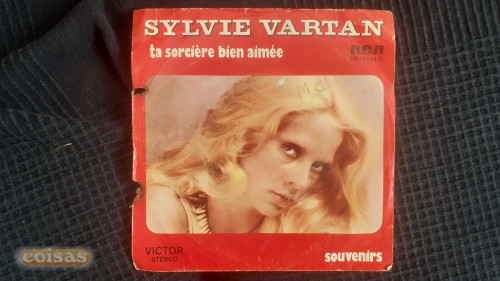 SYLVIE VARTAN
ta sorcière bien aimée
RCA
VICTOR
STEREO
souvenirs
coisas